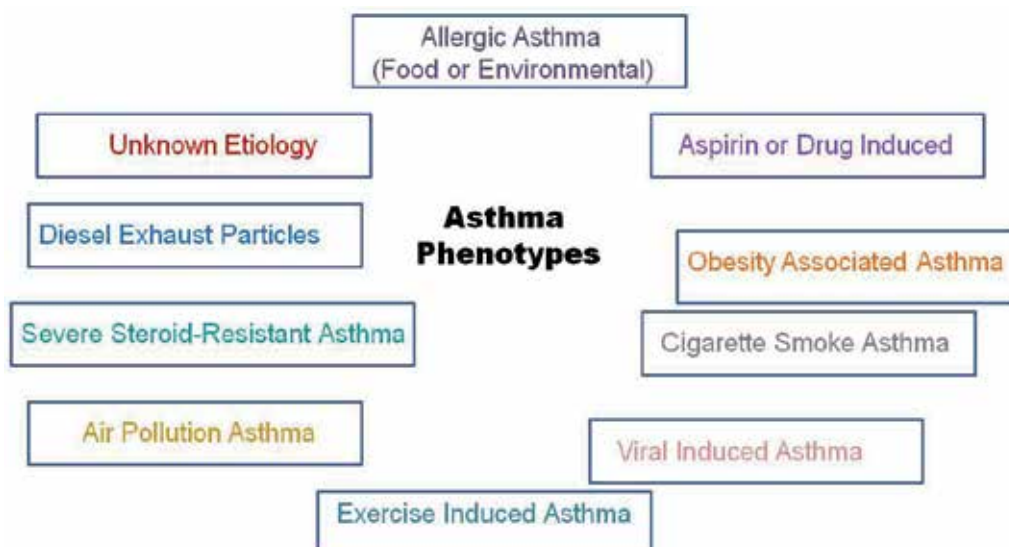 Allergic Asthma
(Food or Environmental)
Unknown Etiology
Aspirin or Drug Induced
Asthma
Phenotypes
Diesel Exhaust Particles
Obesity Associated Asthma
Severe Steroid-Resistant Asthma
Cigarette Smoke Asthma
Air Pollution Asthma
Viral Induced Asthma
Exercise Induced Asthma